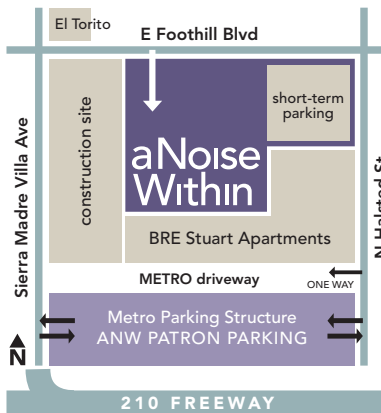 El Torito
E Foothill Blvd
Sierra Madre Villa Ave
construction site
short-term
parking
aNoise
Within
N Halsted St
BRE Stuart Apartments
METRO driveway
ONE WAY
Metro Parking Structure
ANW PATRON PARKING
N
210 FREEWAY